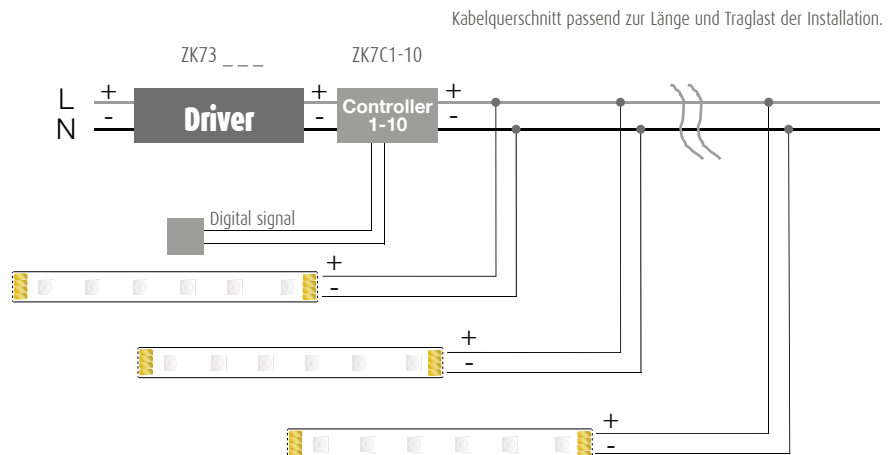 Kabelquerschnitt passend zur Länge und Traglast der Installation.
ZK73 _ _ _
ZK7C1-10
L + + +
Driver
Controller
1-10
N - - -
Digital signal
+
-
+
-
+
-